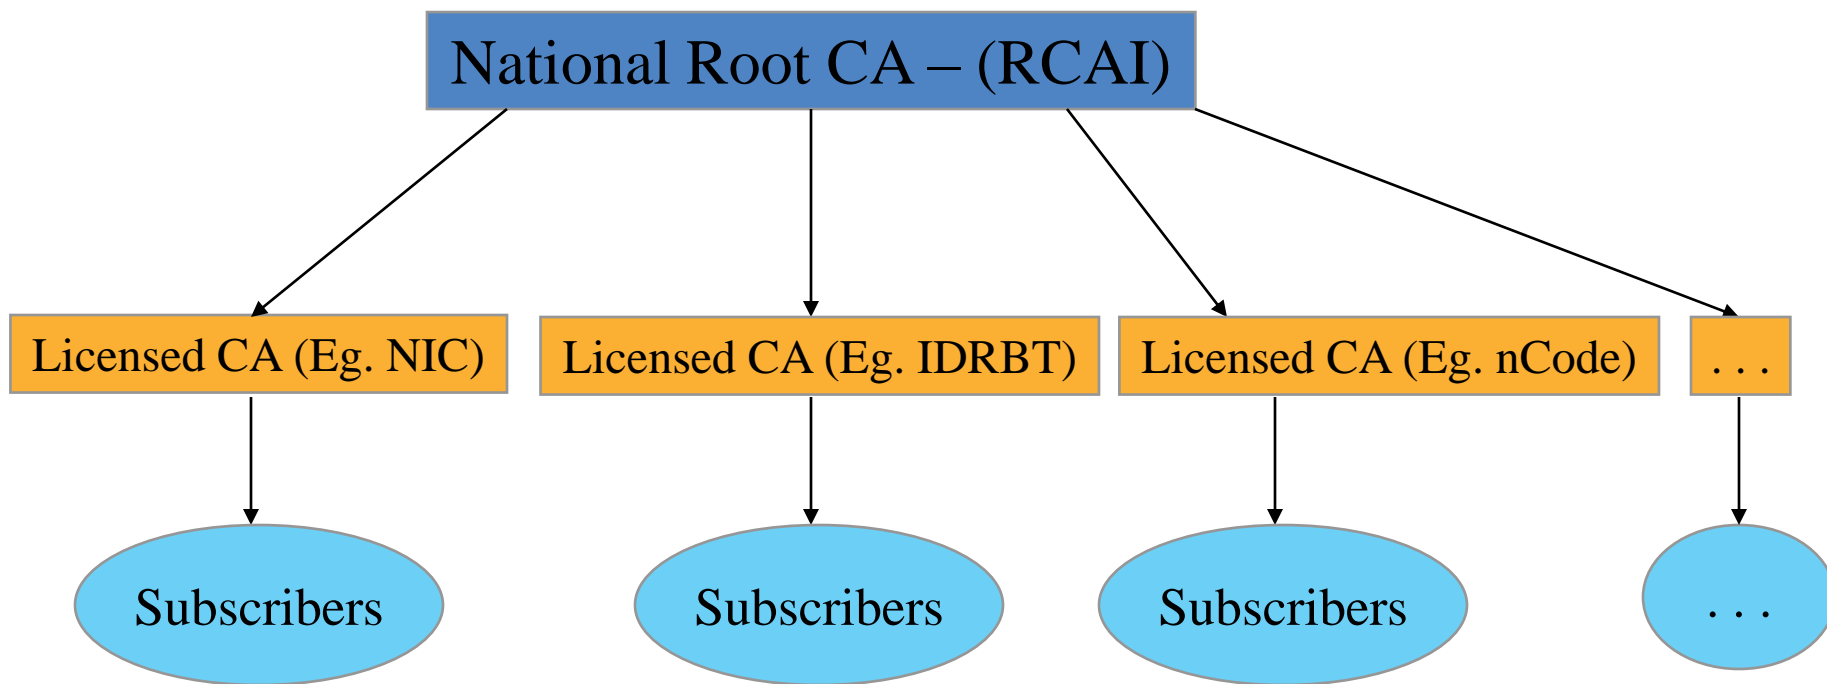 National Root CA – (RCAI)
Licensed CA (Eg. NIC)
Licensed CA (Eg. IDRBT)
Licensed CA (Eg. nCode)
. . .
Subscribers
Subscribers
Subscribers
. . .